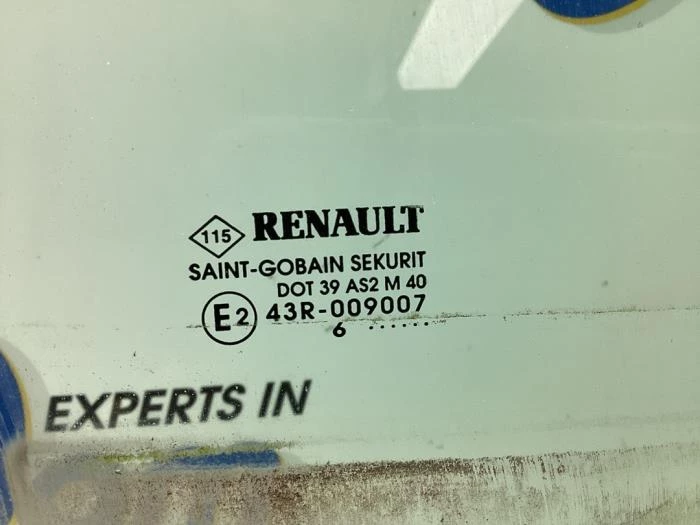 115 RENAULT
SAINT-GOBAIN SEKURIT
DOT 39 AS2 M 40
E2 43R-009007
6 ......
EXPERTS IN